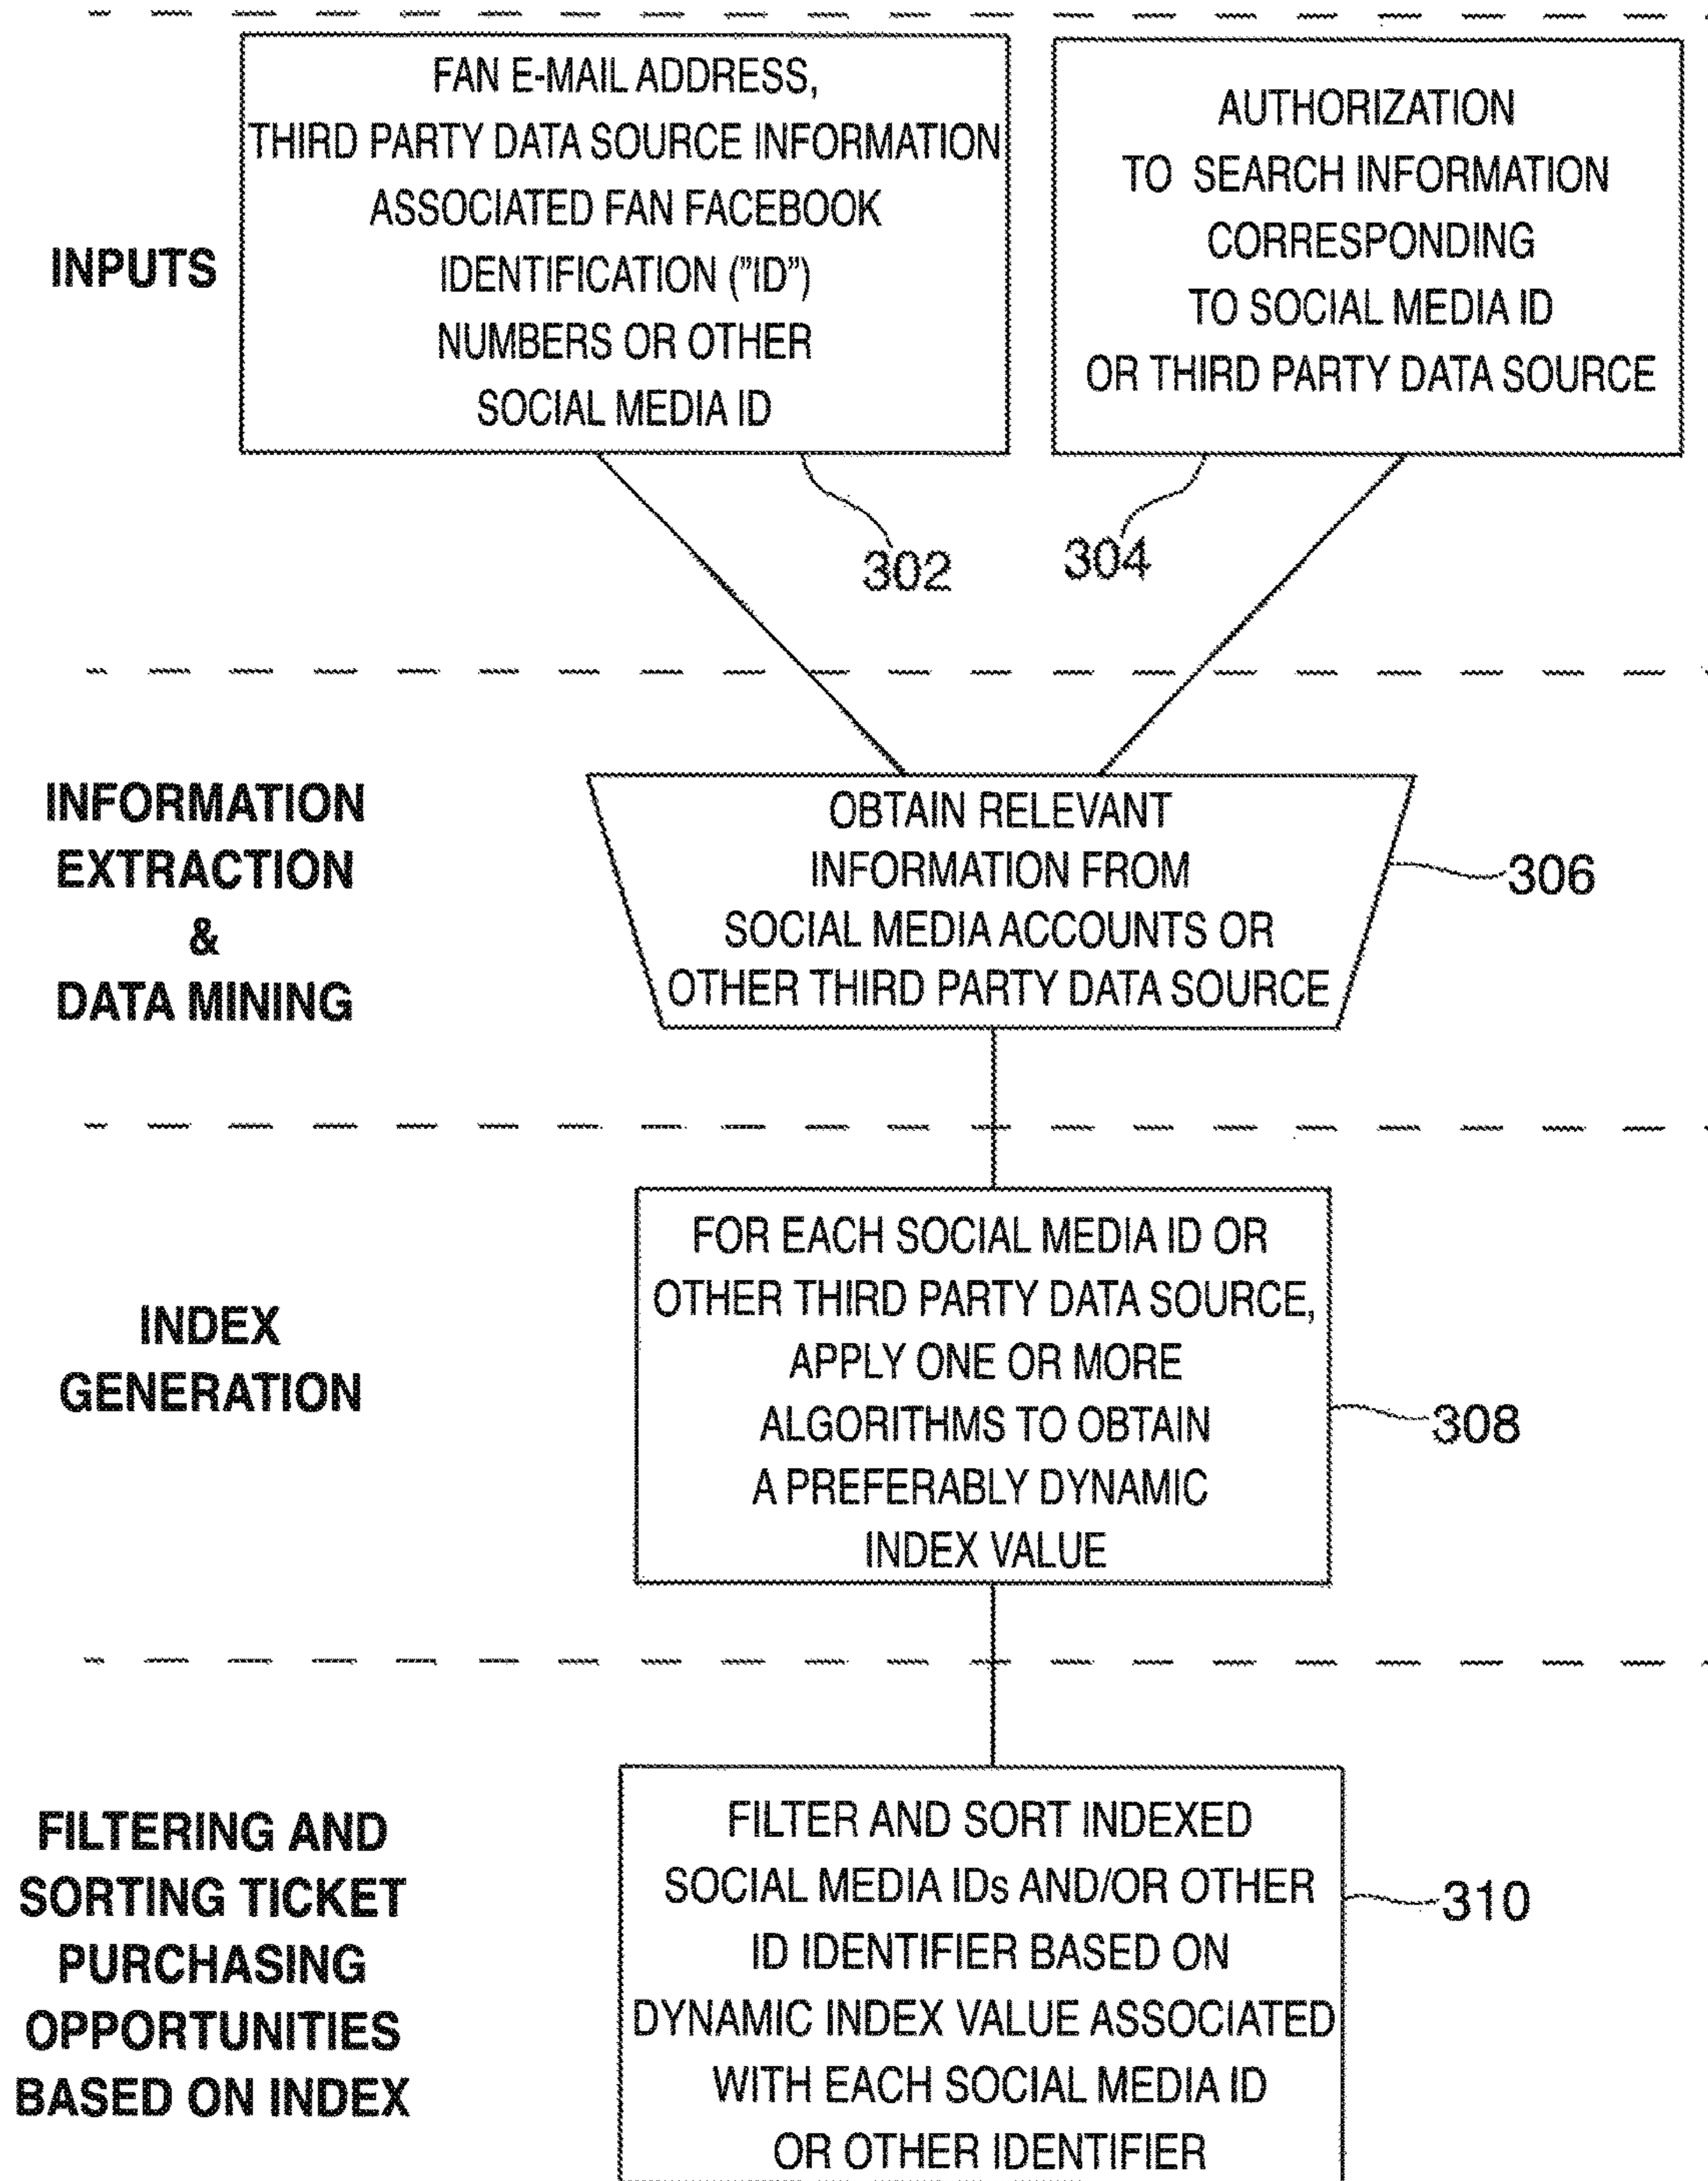 INPUTS
FAN E-MAIL ADDRESS,
THIRD PARTY DATA SOURCE INFORMATION
ASSOCIATED FAN FACEBOOK
IDENTIFICATION ("ID")
NUMBERS OR OTHER
SOCIAL MEDIA ID
302
AUTHORIZATION
TO SEARCH INFORMATION
CORRESPONDING
TO SOCIAL MEDIA ID
OR THIRD PARTY DATA SOURCE
304
INFORMATION
EXTRACTION
&
DATA MINING
OBTAIN RELEVANT
INFORMATION FROM
SOCIAL MEDIA ACCOUNTS OR
OTHER THIRD PARTY DATA SOURCE
306
INDEX
GENERATION
FOR EACH SOCIAL MEDIA ID OR
OTHER THIRD PARTY DATA SOURCE,
APPLY ONE OR MORE
ALGORITHMS TO OBTAIN
A PREFERABLY DYNAMIC
INDEX VALUE
308
FILTERING AND
SORTING TICKET
PURCHASING
OPPORTUNITIES
BASED ON INDEX
FILTER AND SORT INDEXED
SOCIAL MEDIA IDs AND/OR OTHER
ID IDENTIFIER BASED ON
DYNAMIC INDEX VALUE ASSOCIATED
WITH EACH SOCIAL MEDIA ID
OR OTHER IDENTIFIER
310